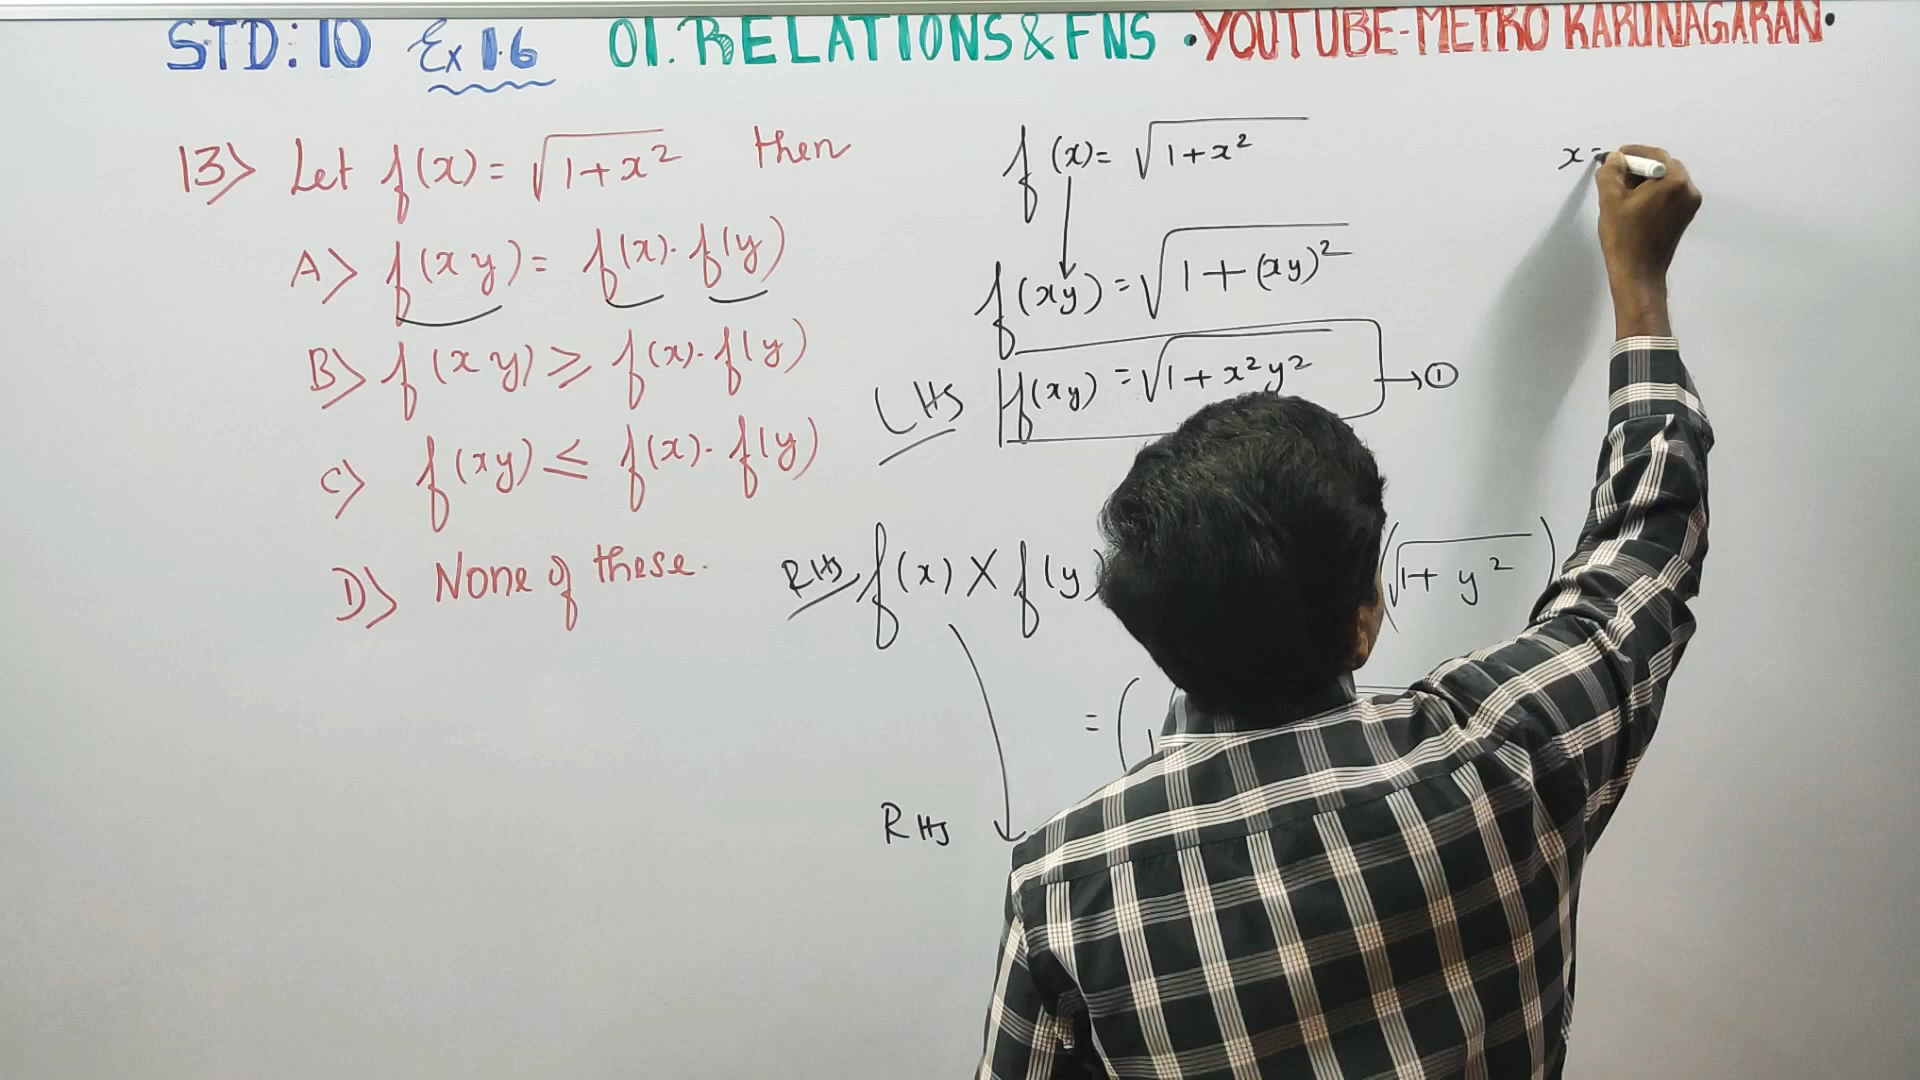 STD: 10 Ex 1.6 01. RELATIONS & FNS • YOUTUBE-METRO KARUNAGARAN •
13> Let f(x) = √(1+x²) then
A> f(xy) = f(x). f(y)
B> f(xy) ≥ f(x). f(y)
C> f(xy) ≤ f(x). f(y)
D> None of these.
f(x) = √(1+x²)
f(xy) = √(1+(xy)²)
LHS f(xy) = √(1+x²y²) → ①
RHS f(x) X f(y) (√(1+y²))
= (
RHS
x =